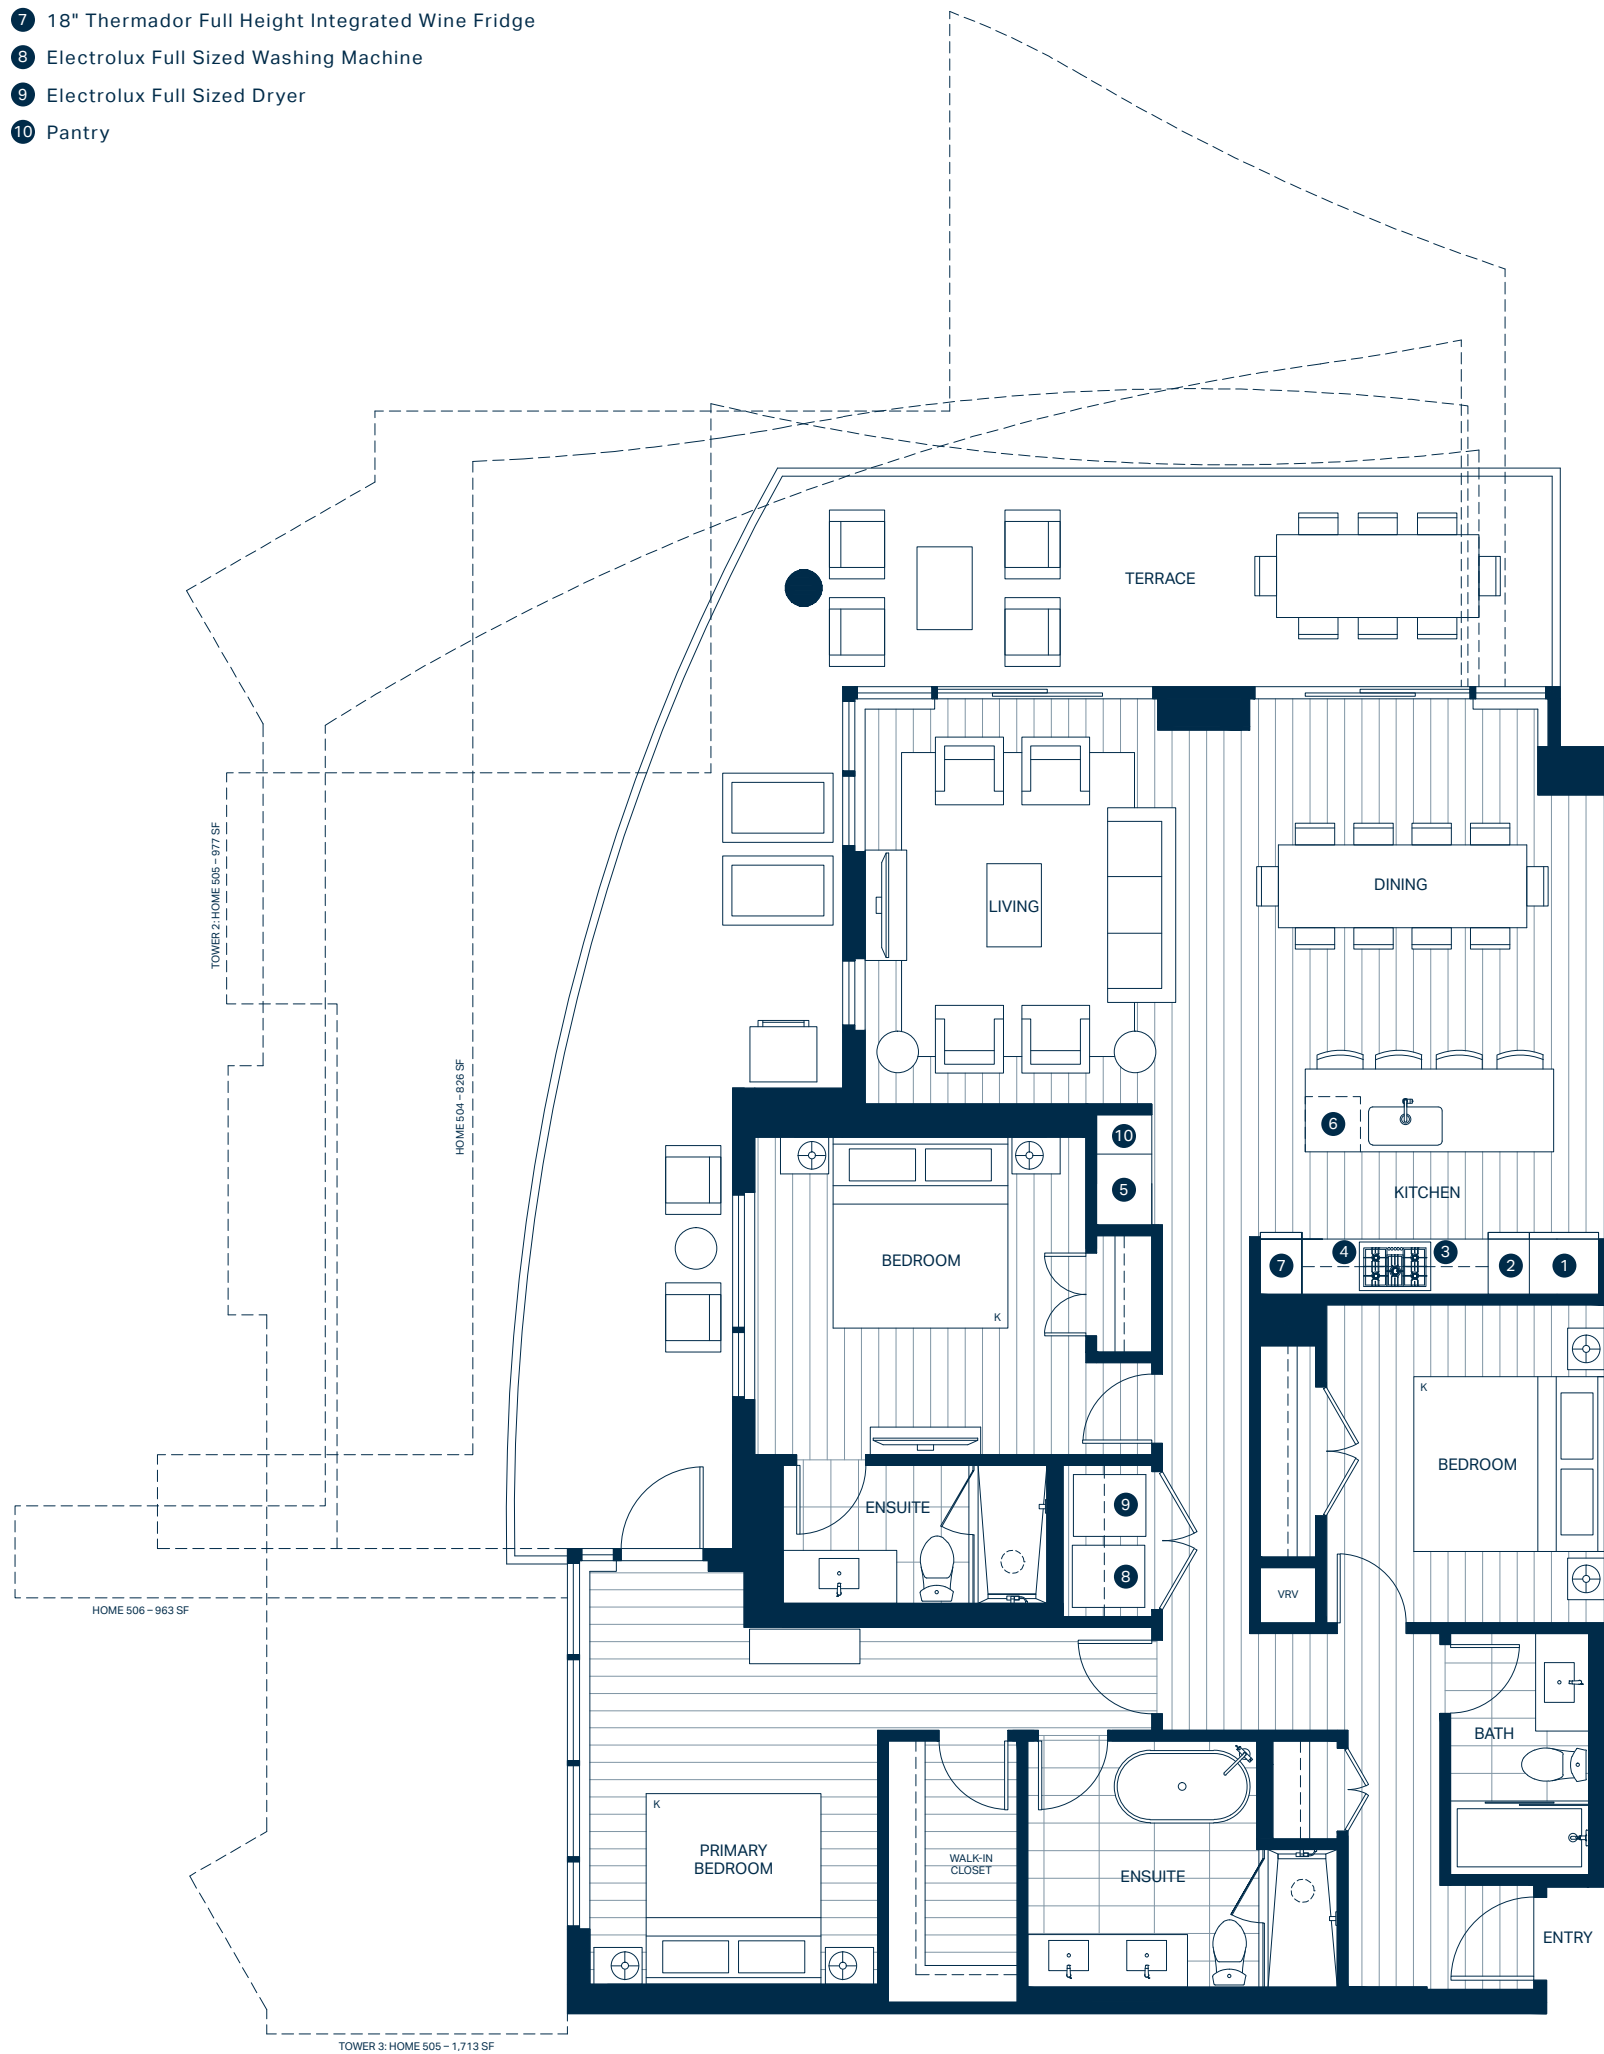 7 18" Thermador Full Height Integrated Wine Fridge
8 Electrolux Full Sized Washing Machine
9 Electrolux Full Sized Dryer
10 Pantry
TERRACE
TOWER 2: HOME 505 – 977 SF
LIVING
DINING
HOME 504 – 826 SF
10
6
5
KITCHEN
BEDROOM
K
7
4
3
2
1
K
BEDROOM
ENSUITE
9
8
VRV
HOME 506 – 963 SF
BATH
K
PRIMARY
BEDROOM
WALK-IN
CLOSET
ENSUITE
ENTRY
TOWER 3: HOME 505 – 1,713 SF